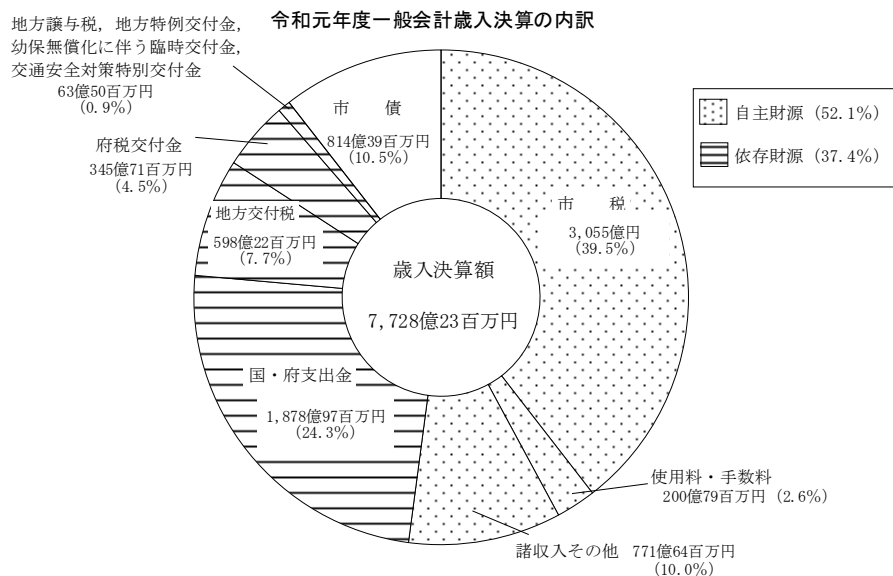 令和元年度一般会計歳入決算の内訳
地方譲与税，地方特例交付金，
幼保無償化に伴う臨時交付金，
交通安全対策特別交付金
63億50百万円
（0.9%）
市　債
814億39百万円
（10.5%）
自主財源（52.1%）
依存財源（37.4%）
府税交付金
345億71百万円
（4.5%）
市　税
3,055億円
（39.5%）
地方交付税
598億22百万円
（7.7%）
歳入決算額
7,728億23百万円
国・府支出金
1,878億97百万円
（24.3%）
使用料・手数料
200億79百万円（2.6%）
諸収入その他　771億64百万円
（10.0%）